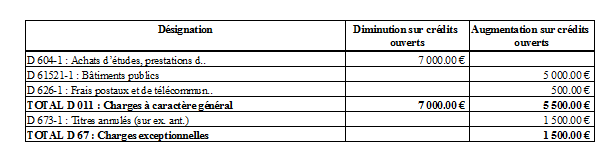 Désignation Diminution sur crédits ouverts Augmentation sur crédits ouverts
D 604-1 : Achats d'études, prestations d.. 7 000.00 €
D 61521-1 : Bâtiments publics 5 000.00 €
D 626-1 : Frais postaux et de télécommun.. 500.00 €
TOTAL D 011 : Charges à caractère général 7 000.00 € 5 500.00 €
D 673-1 : Titres annulés (sur ex. ant.) 1 500.00 €
TOTAL D 67 : Charges exceptionnelles 1 500.00 €